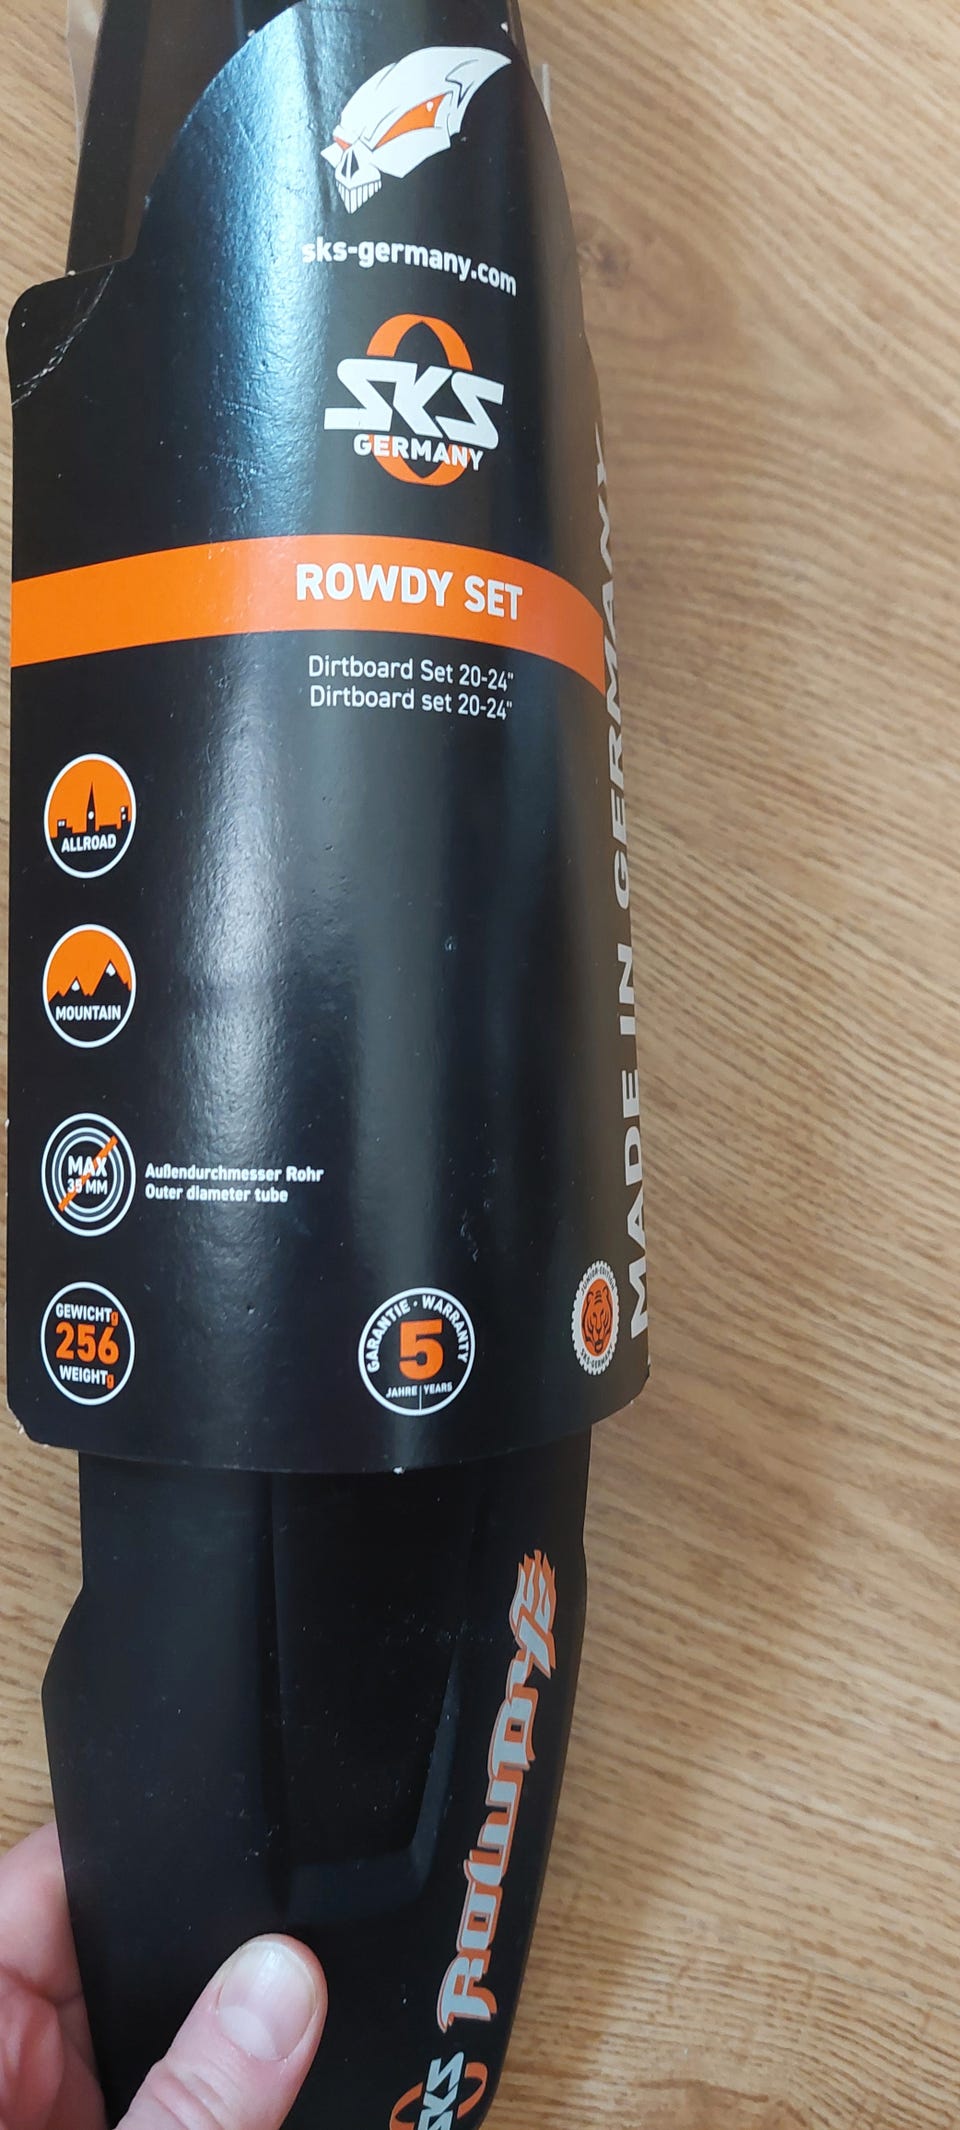 sks-germany.com
SKS
GERMANY
ROWDY SET
Dirtboard Set 20-24"
Dirtboard set 20-24"
ALLROAD
MOUNTAIN
MAX
35 MM
Außendurchmesser Rohr
Outer diameter tube
GEWICHT g
256
WEIGHT g
GARANTIE · WARRANTY
5
JAHRE | YEARS
MADE IN GERMANY
ROWDY
SKS